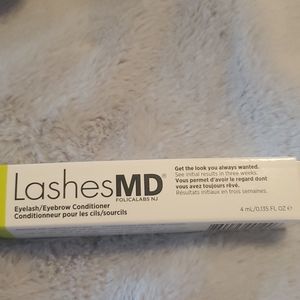 LashesMD®
FOLICALABS NJ
Eyelash/Eyebrow Conditioner
Conditionneur pour les cils/sourcils
Get the look you always wanted.
See initial results in three weeks.
Vous permet d'avoir le regard dont
vous avez toujours rêvé.
Résultats initiaux en trois semaines.
4 mL/0.135 FL OZ ℮